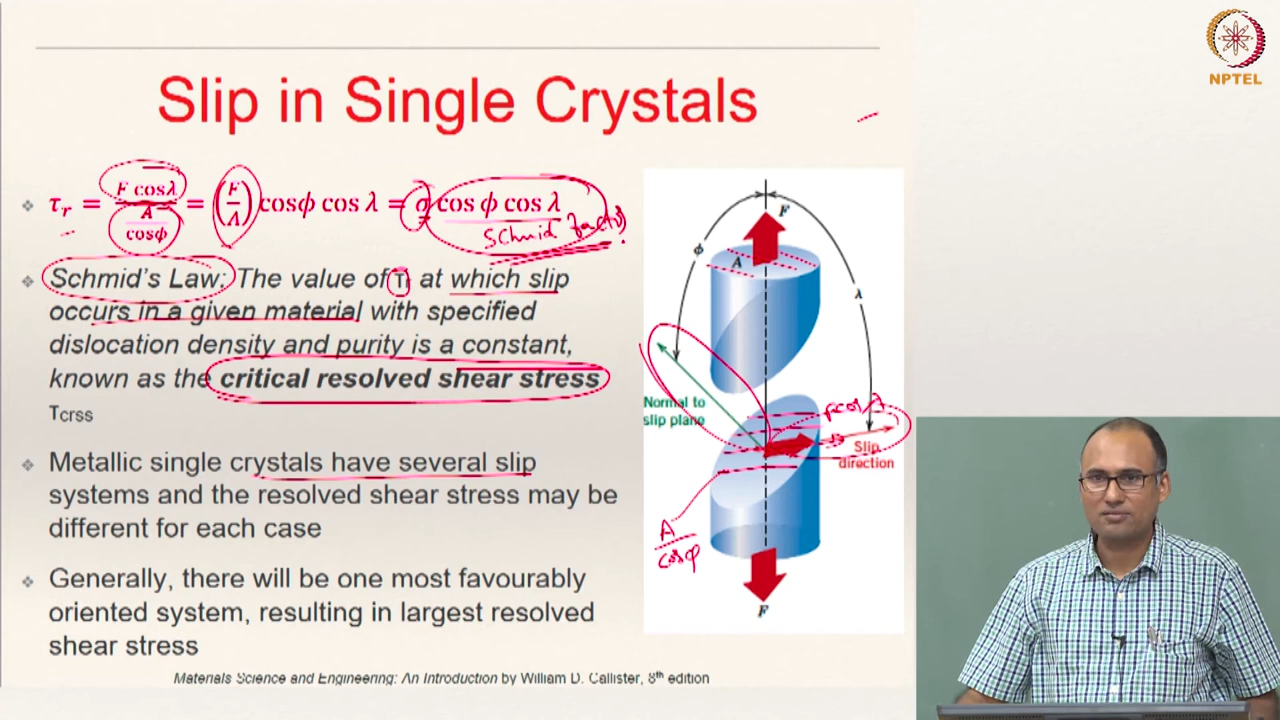 NPTEL
Slip in Single Crystals
❖ τᵣ = F cosλ / (A / cosϕ) = (F/A) cosϕ cos λ = σ cos ϕ cos λ
Schmid factor
❖ Schmid's Law: The value of τᵣ at which slip
occurs in a given material with specified
dislocation density and purity is a constant,
known as the critical resolved shear stress
τcrss
❖ Metallic single crystals have several slip
systems and the resolved shear stress may be
different for each case
❖ Generally, there will be one most favourably
oriented system, resulting in largest resolved
shear stress
F
ϕ
A
λ
Normal to
slip plane
F cos λ
Slip
direction
A / cosφ
F
Materials Science and Engineering: An Introduction by William D. Callister, 8th edition